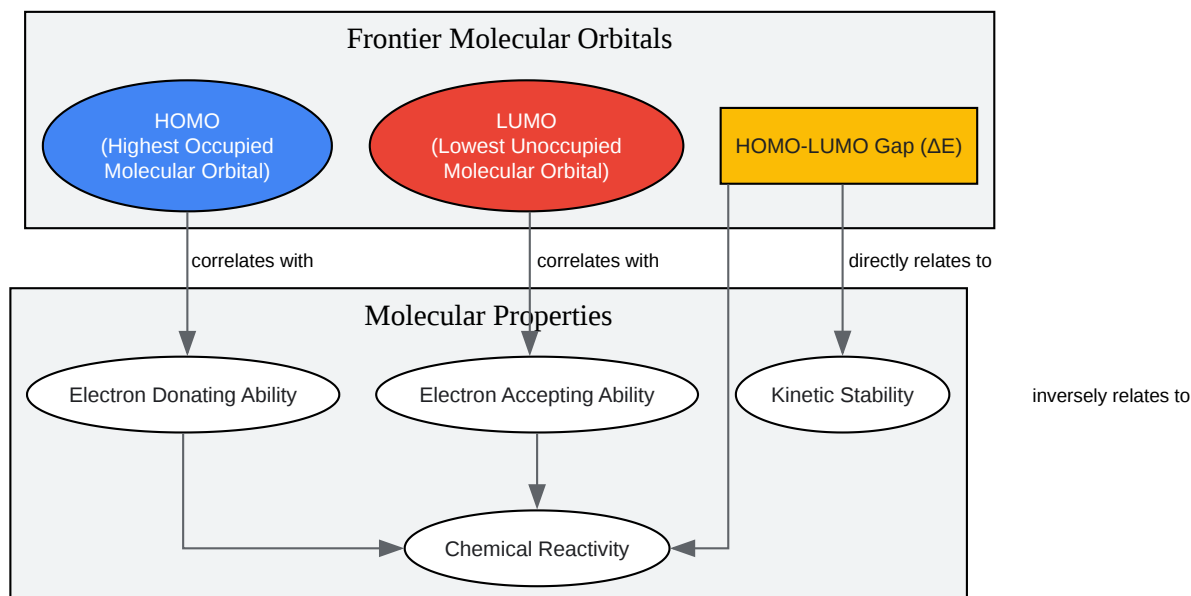 Frontier Molecular Orbitals
HOMO
(Highest Occupied
Molecular Orbital)
LUMO
(Lowest Unoccupied
Molecular Orbital)
HOMO-LUMO Gap (ΔE)
correlates with
correlates with
directly relates to
Molecular Properties
Electron Donating Ability
Electron Accepting Ability
Kinetic Stability
inversely relates to
Chemical Reactivity